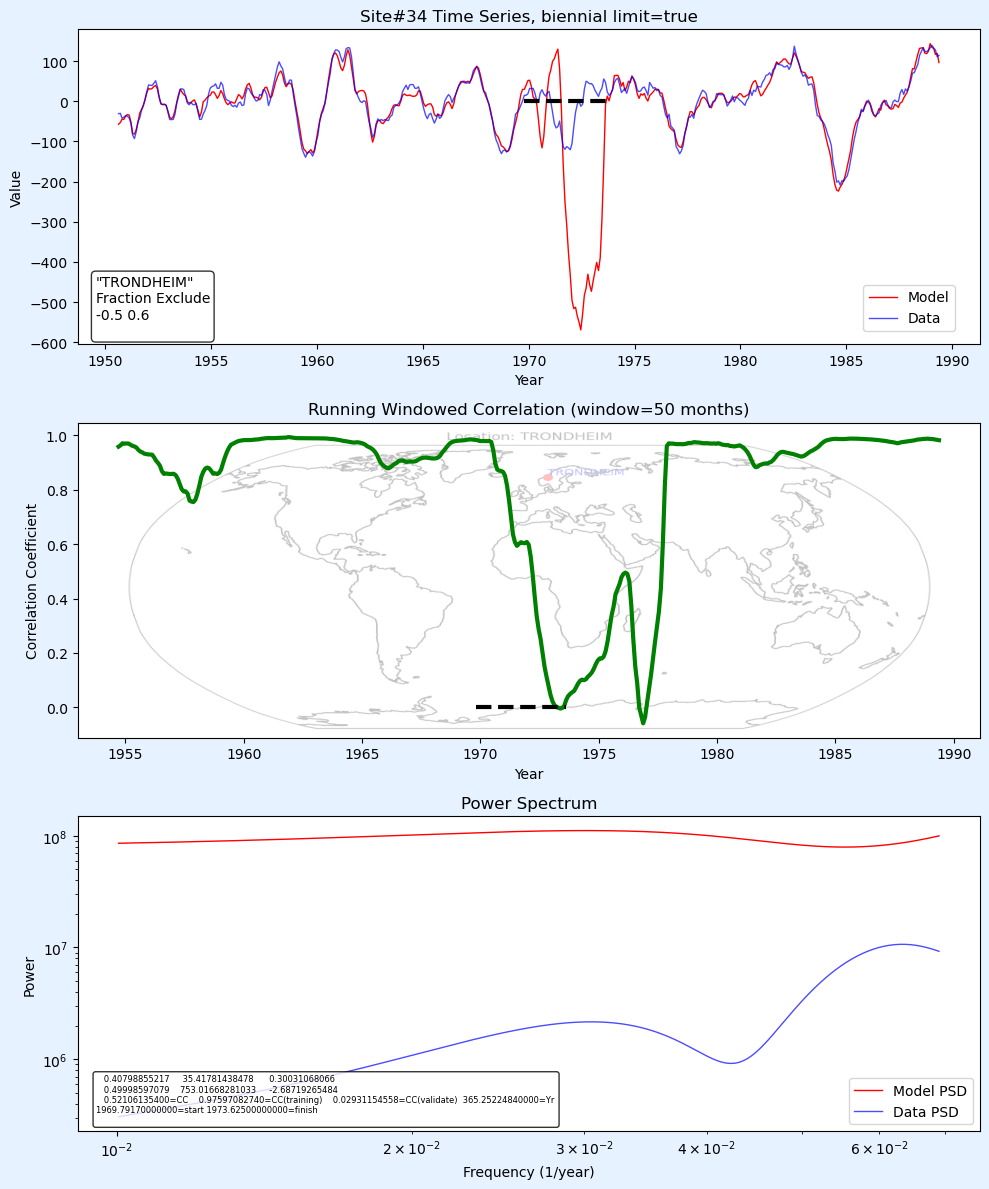 Site#34 Time Series, biennial limit=true
Value
100
0
−100
−200
−300
−400
−500
−600
"TRONDHEIM"
Fraction Exclude
-0.5 0.6
Model
Data
1950 1955 1960 1965 1970 1975 1980 1985 1990
Year
Running Windowed Correlation (window=50 months)
Location: TRONDHEIM
TRONDHEIM
Correlation Coefficient
1.0
0.8
0.6
0.4
0.2
0.0
1955 1960 1965 1970 1975 1980 1985 1990
Year
Power Spectrum
Power
10⁸
10⁷
10⁶
0.40798855217 35.41781438478 0.30031068066
0.49998597079 753.01668281033 -2.68719265484
0.52106135400=CC 0.97597082740=CC(training) 0.02931154558=CC(validate) 365.25224840000=Yr
1969.79170000000=start 1973.62500000000=finish
Model PSD
Data PSD
10⁻² 2 × 10⁻² 3 × 10⁻² 4 × 10⁻² 6 × 10⁻²
Frequency (1/year)